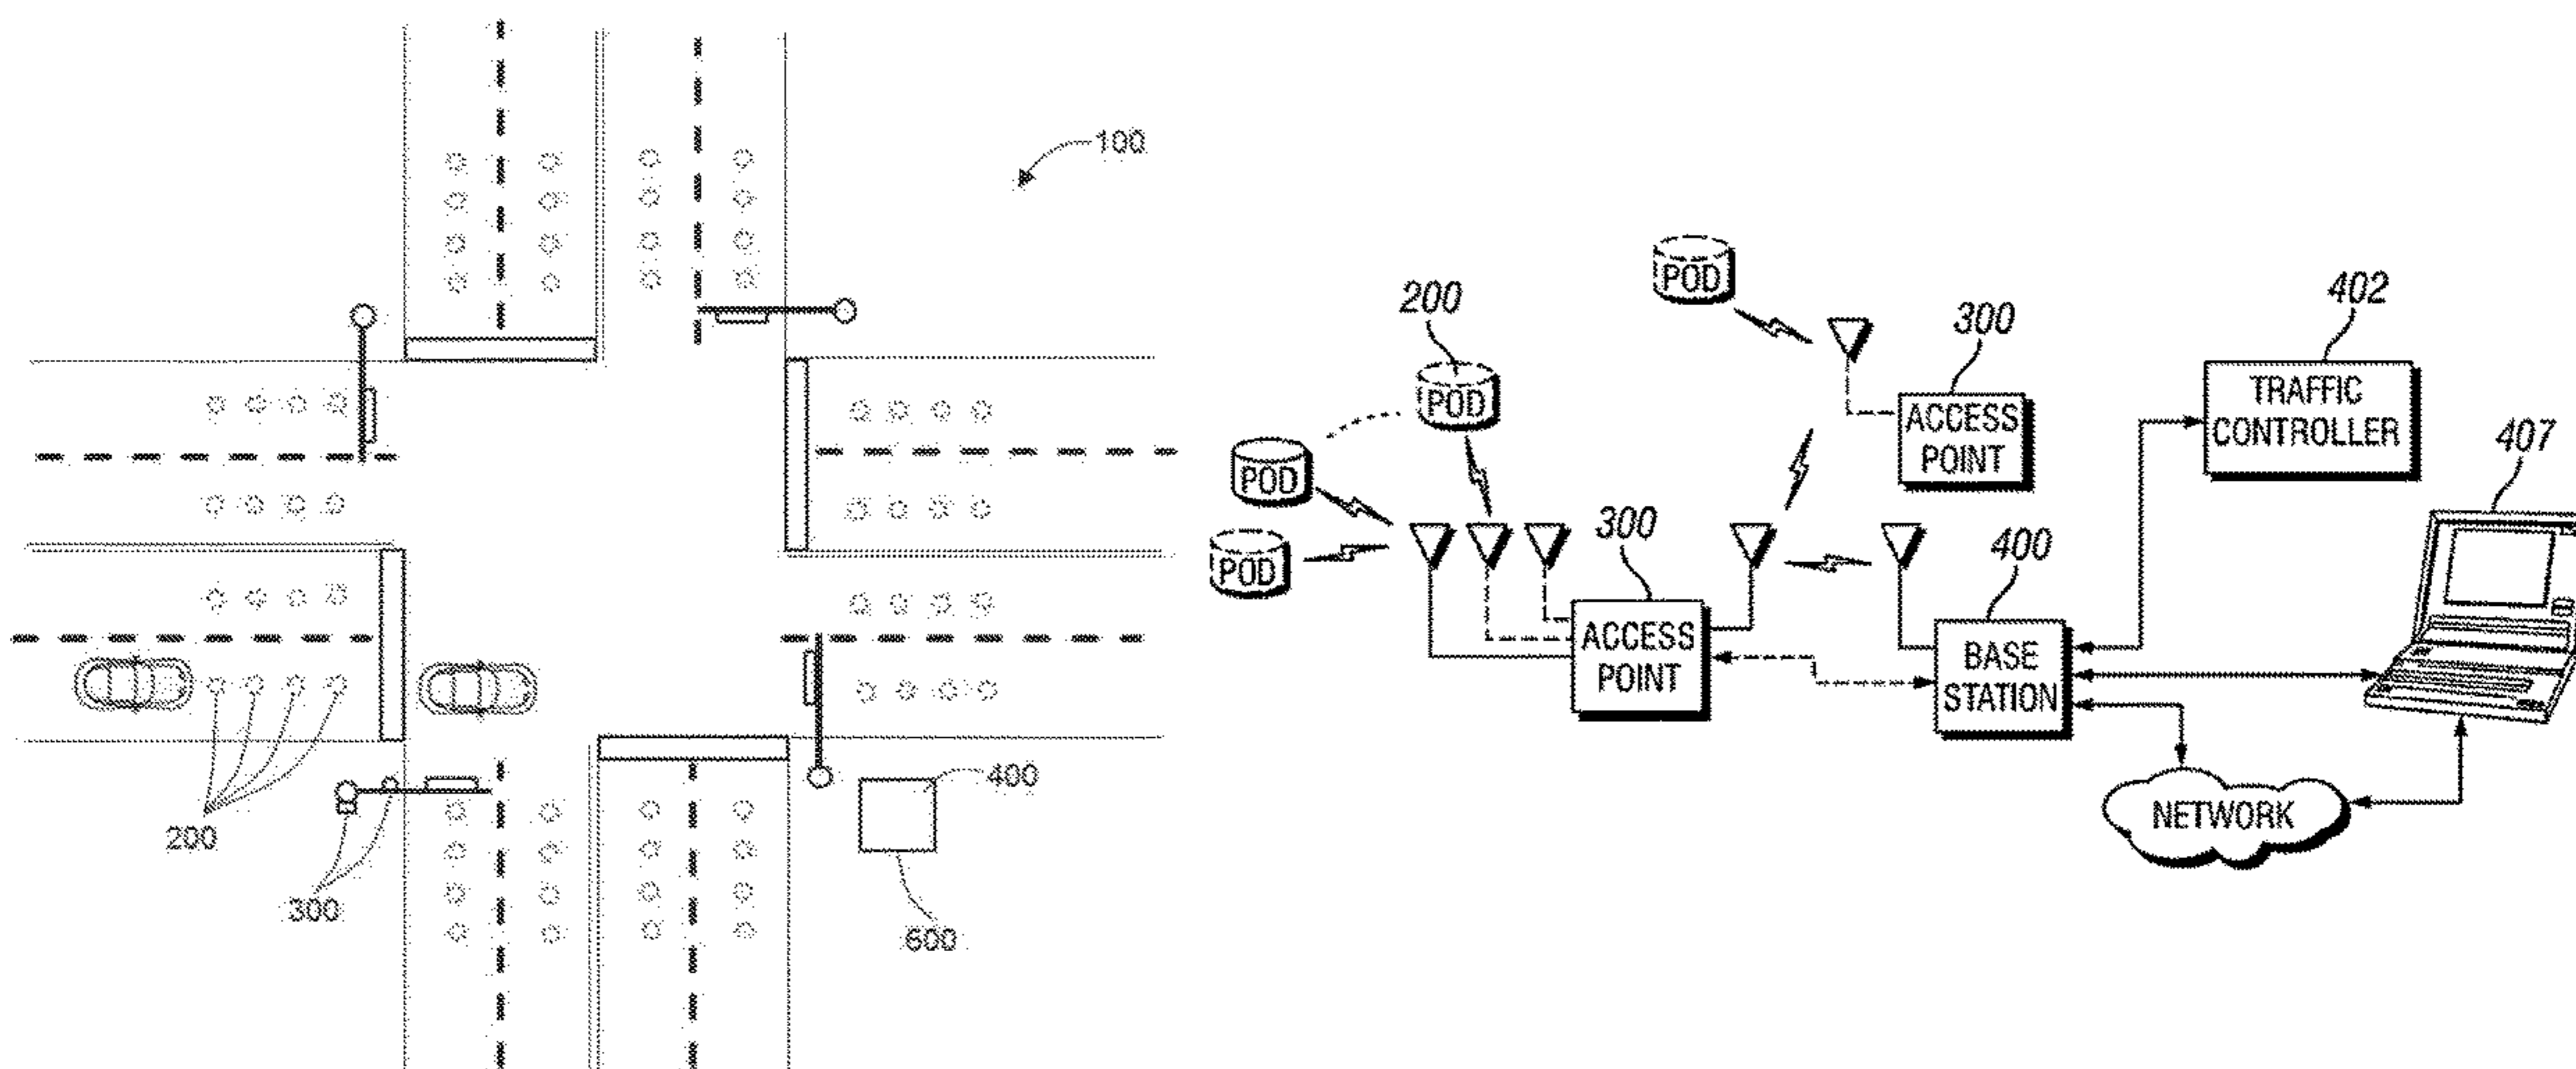 100
200
300
400
600
POD
200
POD
POD
POD
300
ACCESS
POINT
300
ACCESS
POINT
400
BASE
STATION
402
TRAFFIC
CONTROLLER
407
NETWORK